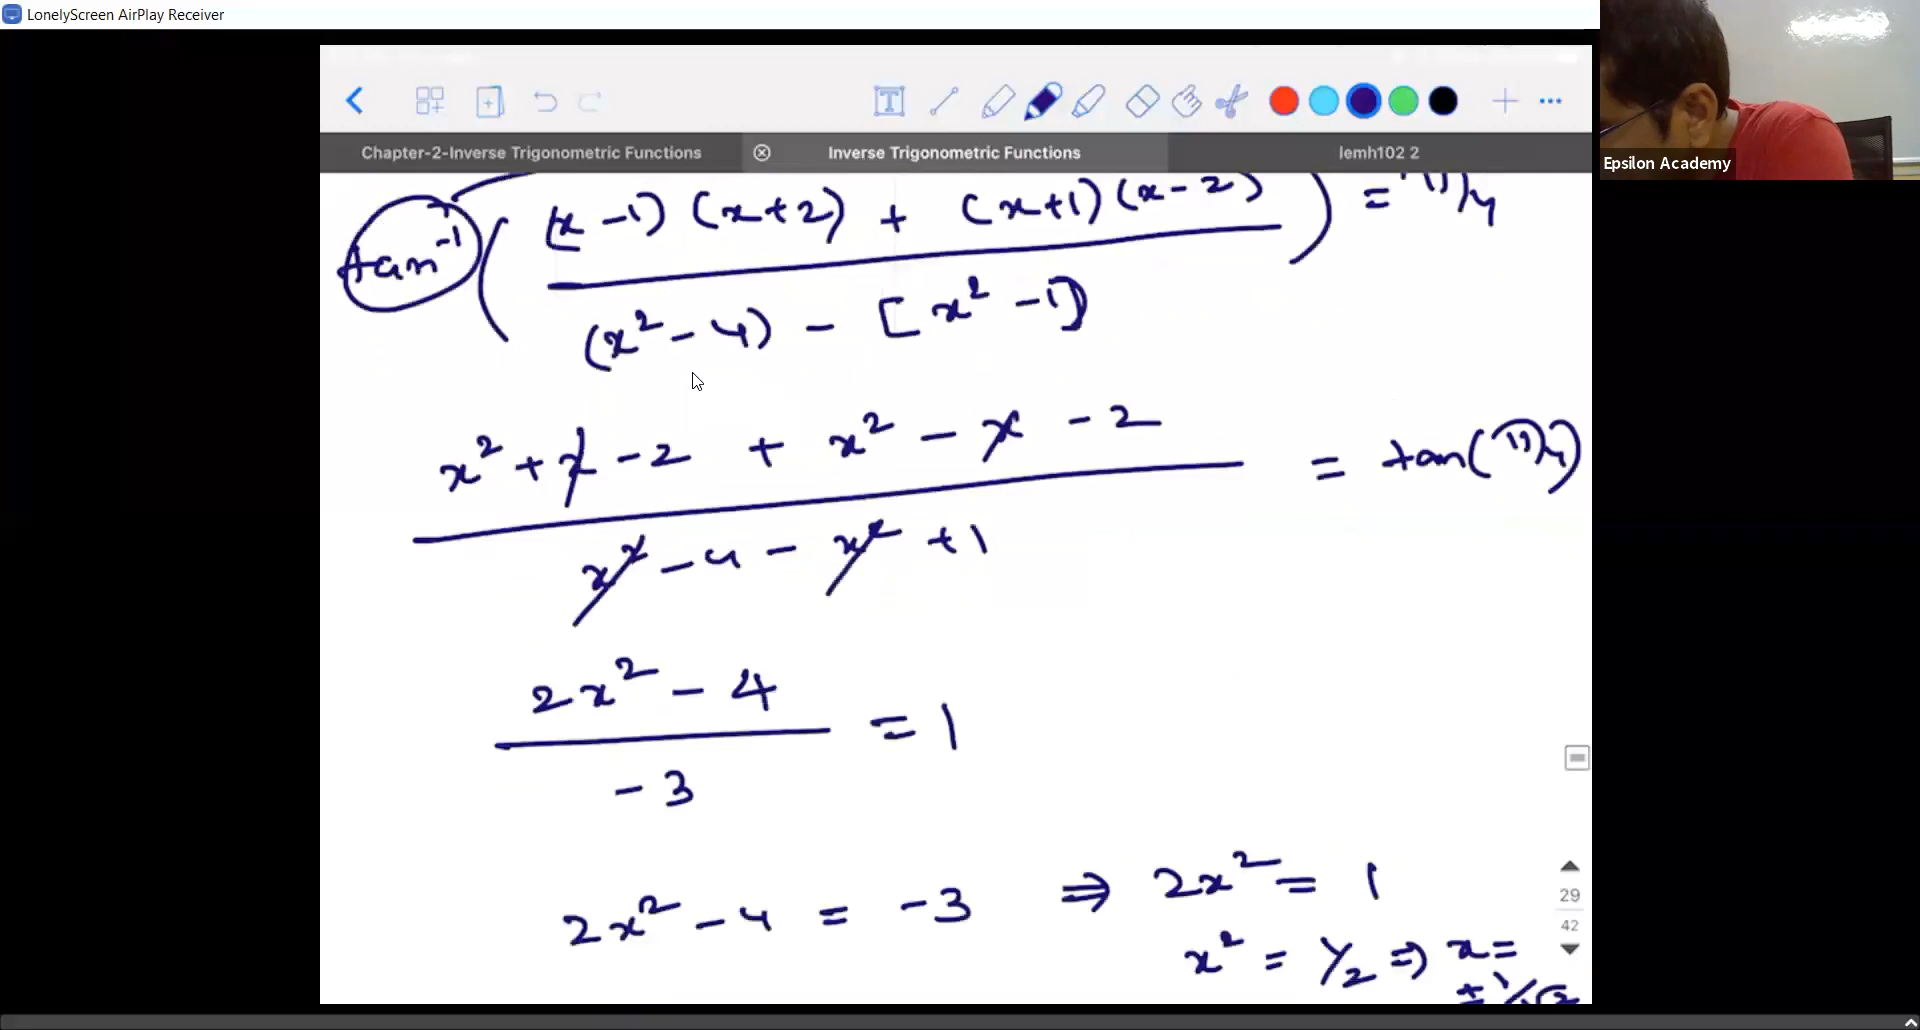 LonelyScreen AirPlay Receiver
Chapter-2-Inverse Trigonometric Functions
Inverse Trigonometric Functions
lemh102 2
Epsilon Academy
tan⁻¹ ( (x-1)(x+2) + (x+1)(x-2) ) = π/4
(x²-4) - [x²-1]
x² + x - 2 + x² - x - 2 = tan(π/4)
x² - 4 - x² + 1
2x² - 4 = 1
-3
29
42
2x² - 4 = -3 ⇒ 2x² = 1
x² = 1/2 ⇒ x =
± 1/√2